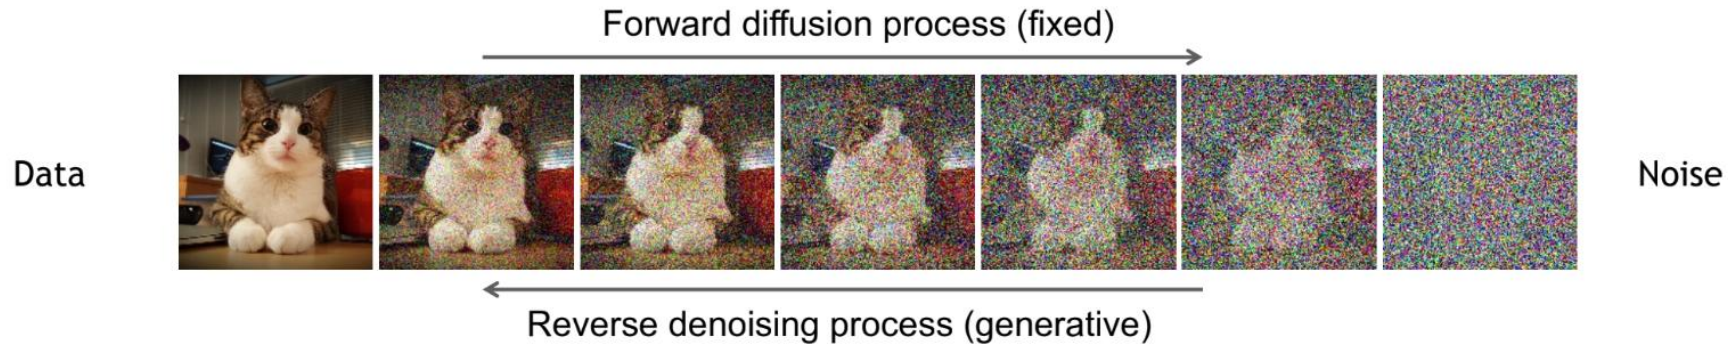 Forward diffusion process (fixed)
Data
Noise
Reverse denoising process (generative)